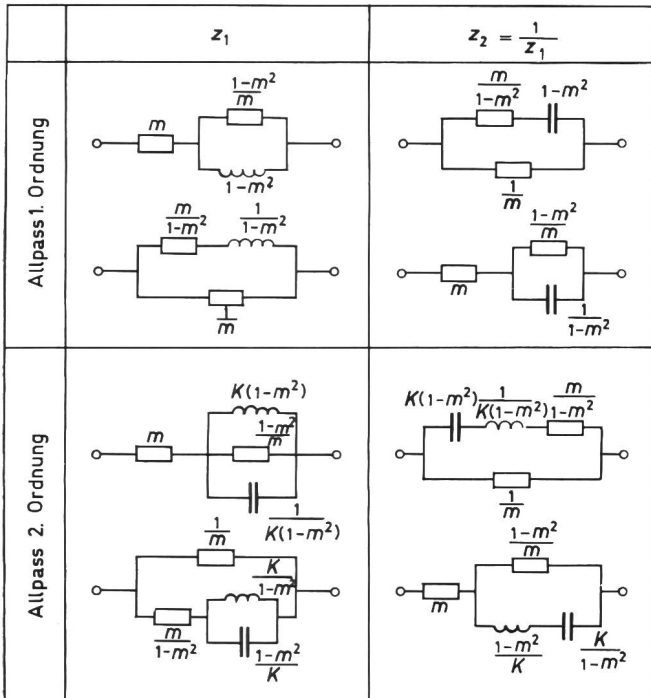 z₁
z₂ = 1/z₁
Allpass 1. Ordnung
m
1-m²/m
1-m²
m/1-m²
1-m²
1/m
m/1-m²
1/1-m²
1/m
m
1-m²/m
1/1-m²
Allpass 2. Ordnung
m
K(1-m²)
1-m²/m
1/K(1-m²)
K(1-m²)
1/K(1-m²)
m/1-m²
1/m
1/m
m/1-m²
K/1-m²
1-m²/K
m
1-m²/m
1-m²/K
K/1-m²